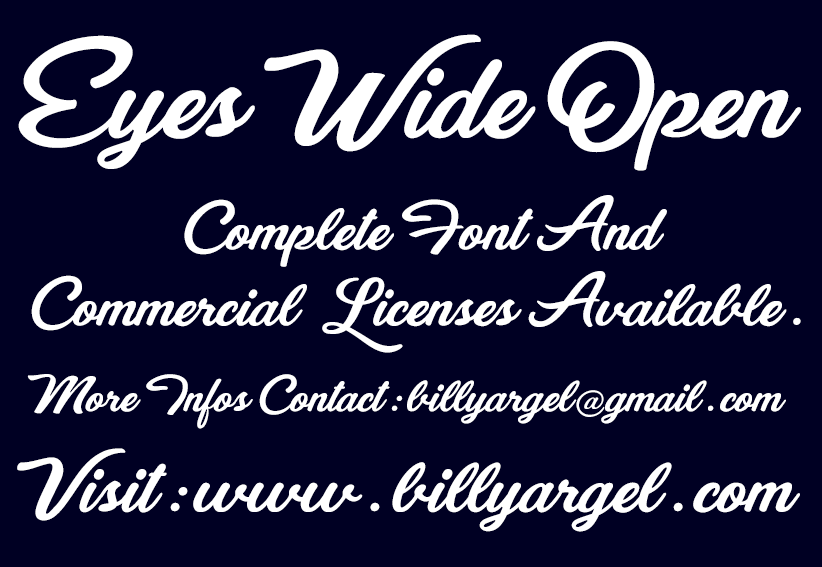 Eyes Wide Open
Complete Font And
Commercial Licenses Available .
More Infos Contact : billyargel@gmail . com
Visit : www . billyargel . com